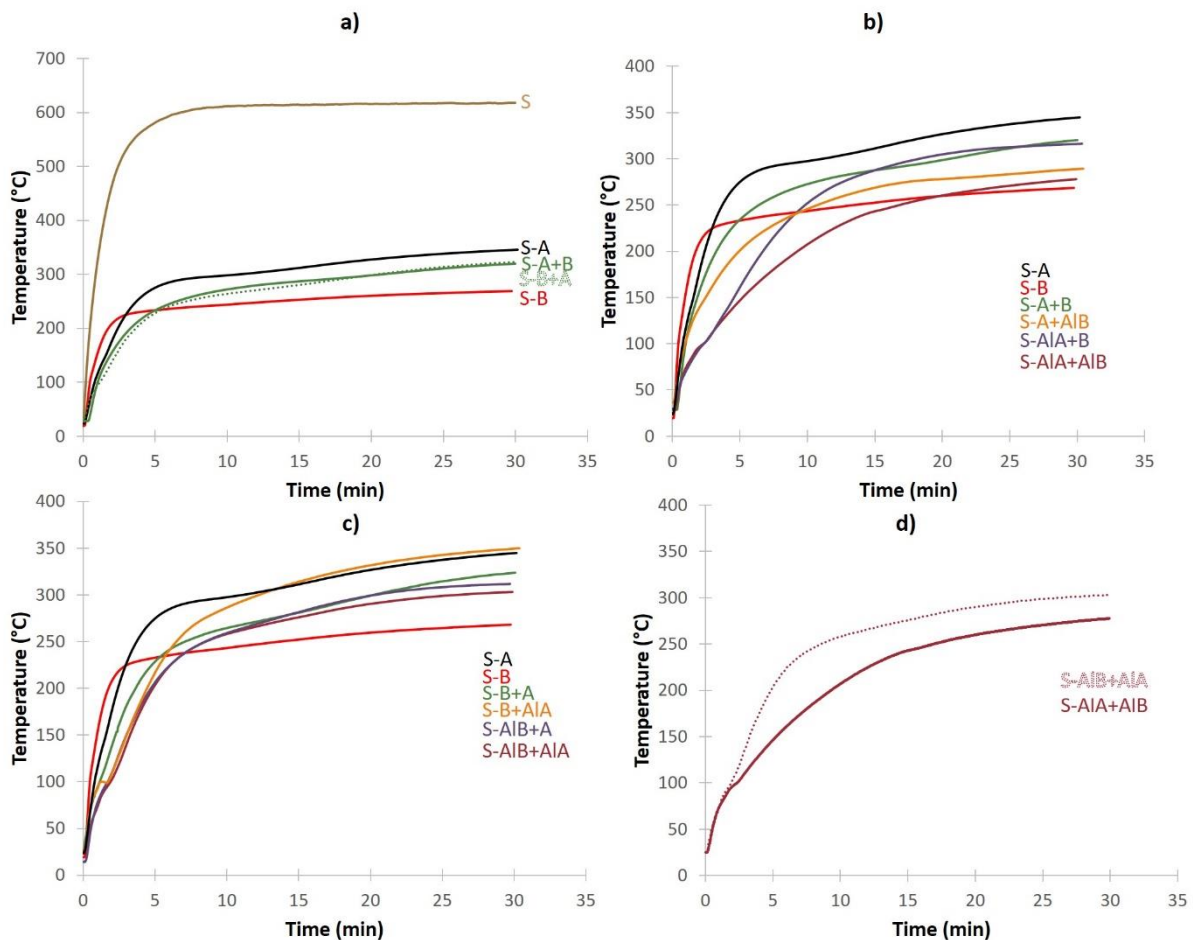 a)
700
600
500
400
300
200
100
0
Temperature (°C)
0 5 10 15 20 25 30 35
Time (min)
S
S-A
S-A+B
S-B+A
S-B
b)
400
350
300
250
200
150
100
50
0
Temperature (°C)
0 5 10 15 20 25 30 35
Time (min)
S-A
S-B
S-A+B
S-A+AlB
S-AlA+B
S-AlA+AlB
c)
400
350
300
250
200
150
100
50
0
Temperature (°C)
0 5 10 15 20 25 30 35
Time (min)
S-A
S-B
S-B+A
S-B+AlA
S-AlB+A
S-AlB+AlA
d)
400
350
300
250
200
150
100
50
0
Temperature (°C)
0 5 10 15 20 25 30 35
Time (min)
S-AlB+AlA
S-AlA+AlB